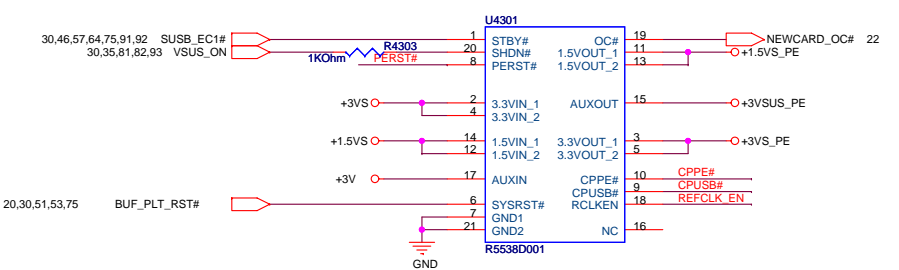 U4301
30,46,57,64,75,91,92 SUSB_EC1# 1 STBY# OC# 19 NEWCARD_OC# 22
30,35,81,82,93 VSUS_ON R4303 20 SHDN# 1.5VOUT_1 11 +1.5VS_PE
1KOhm PERST# 8 PERST# 1.5VOUT_2 13
+3VS 2 3.3VIN_1 AUXOUT 15 +3VSUS_PE
4 3.3VIN_2
+1.5VS 14 1.5VIN_1 3.3VOUT_1 3 +3VS_PE
12 1.5VIN_2 3.3VOUT_2 5
+3V 17 AUXIN CPPE# 10 CPPE#
CPUSB# 9 CPUSB#
20,30,51,53,75 BUF_PLT_RST# 6 SYSRST# RCLKEN 18 REFCLK_EN
7 GND1
21 GND2 NC 16
R5538D001
GND